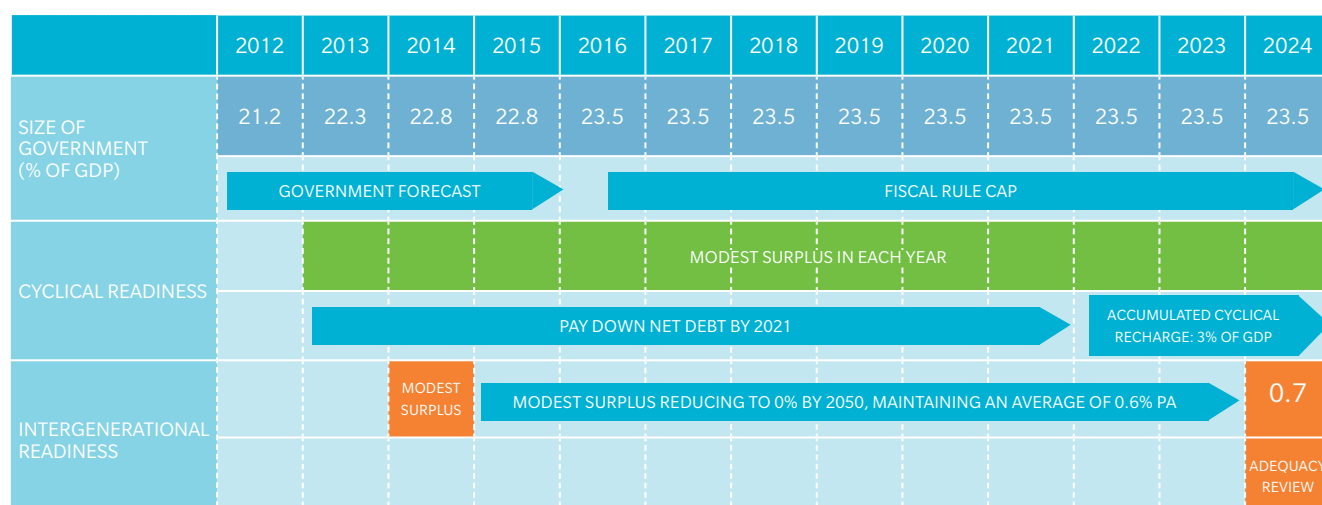 2012 2013 2014 2015 2016 2017 2018 2019 2020 2021 2022 2023 2024
SIZE OF
GOVERNMENT
(% OF GDP)
21.2 22.3 22.8 22.8 23.5 23.5 23.5 23.5 23.5 23.5 23.5 23.5 23.5
GOVERNMENT FORECAST
FISCAL RULE CAP
CYCLICAL READINESS
MODEST SURPLUS IN EACH YEAR
PAY DOWN NET DEBT BY 2021
ACCUMULATED CYCLICAL
RECHARGE: 3% OF GDP
INTERGENERATIONAL
READINESS
MODEST
SURPLUS
MODEST SURPLUS REDUCING TO 0% BY 2050, MAINTAINING AN AVERAGE OF 0.6% PA
0.7
ADEQUACY
REVIEW